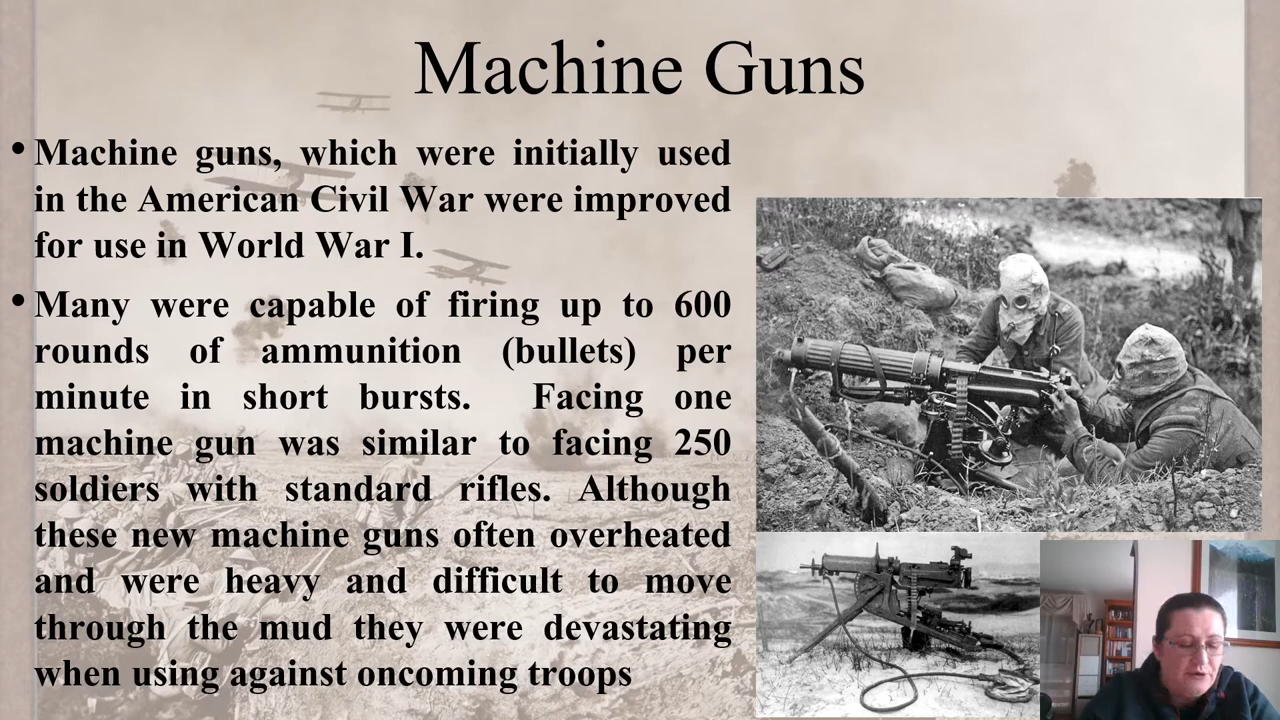 Machine Guns
• Machine guns, which were initially used
in the American Civil War were improved
for use in World War I.
• Many were capable of firing up to 600
rounds of ammunition (bullets) per
minute in short bursts. Facing one
machine gun was similar to facing 250
soldiers with standard rifles. Although
these new machine guns often overheated
and were heavy and difficult to move
through the mud they were devastating
when using against oncoming troops